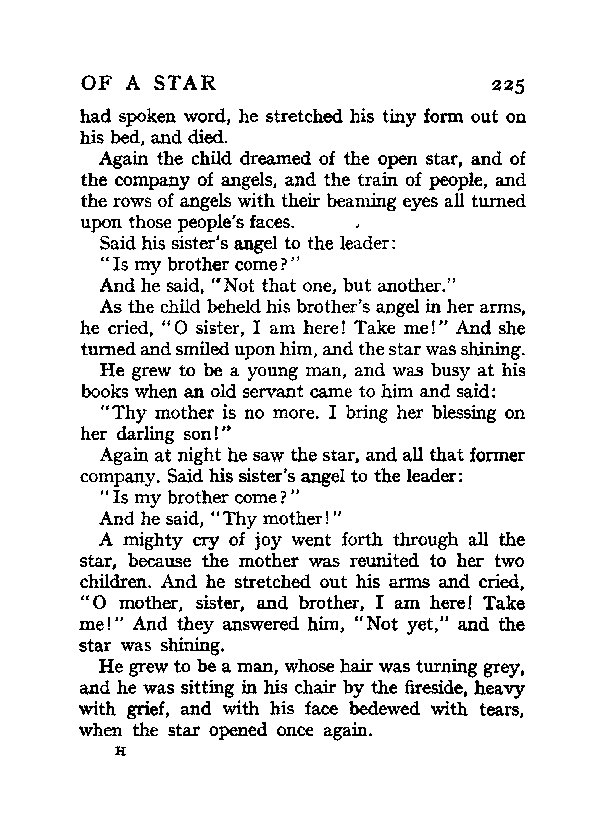 OF A STAR 225
had spoken word, he stretched his tiny form out on
his bed, and died.
Again the child dreamed of the open star, and of
the company of angels, and the train of people, and
the rows of angels with their beaming eyes all turned
upon those people's faces.
Said his sister's angel to the leader:
"Is my brother come?"
And he said, "Not that one, but another."
As the child beheld his brother's angel in her arms,
he cried, "O sister, I am here! Take me!" And she
turned and smiled upon him, and the star was shining.
He grew to be a young man, and was busy at his
books when an old servant came to him and said:
"Thy mother is no more. I bring her blessing on
her darling son!"
Again at night he saw the star, and all that former
company. Said his sister's angel to the leader:
"Is my brother come?"
And he said, "Thy mother!"
A mighty cry of joy went forth through all the
star, because the mother was reunited to her two
children. And he stretched out his arms and cried,
"O mother, sister, and brother, I am here! Take
me!" And they answered him, "Not yet," and the
star was shining.
He grew to be a man, whose hair was turning grey,
and he was sitting in his chair by the fireside, heavy
with grief, and with his face bedewed with tears,
when the star opened once again.
H